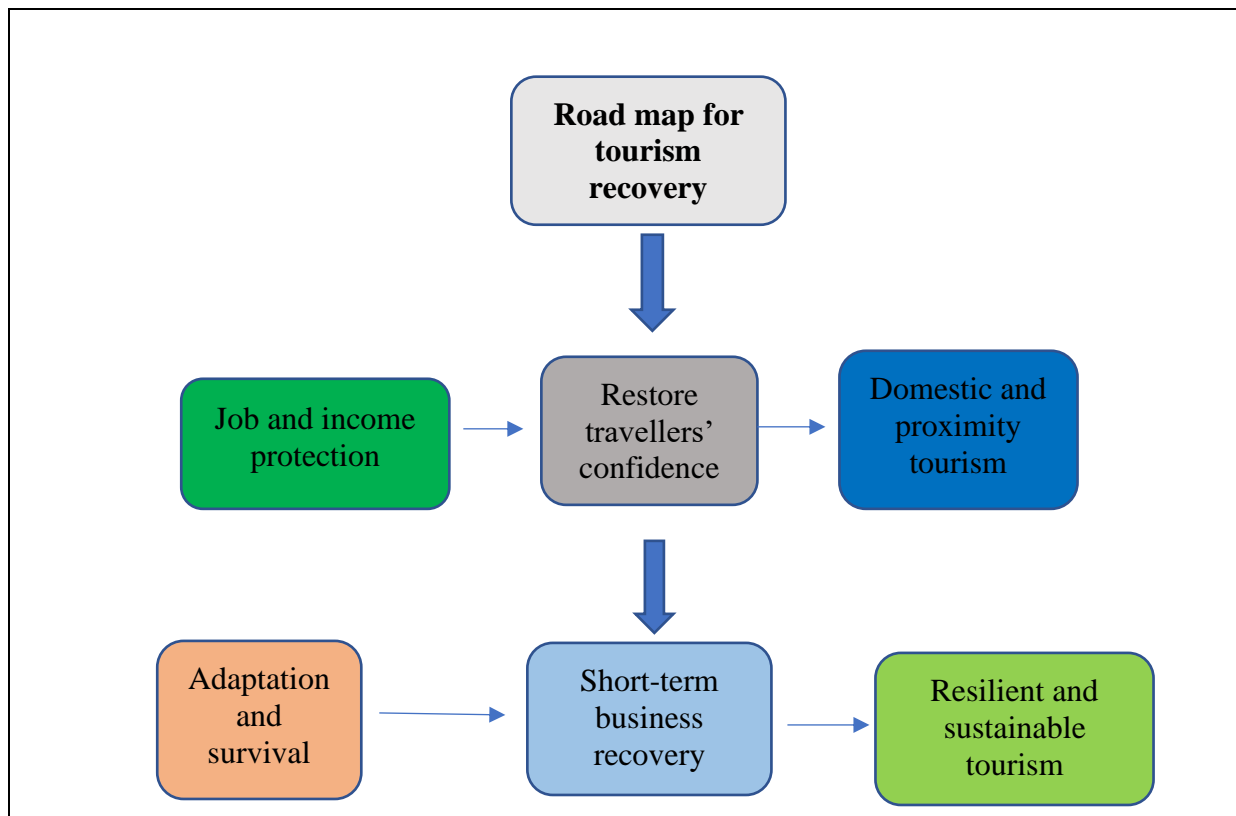 Road map for
tourism
recovery
Job and income
protection
Restore
travellers’
confidence
Domestic and
proximity
tourism
Adaptation
and
survival
Short-term
business
recovery
Resilient and
sustainable
tourism